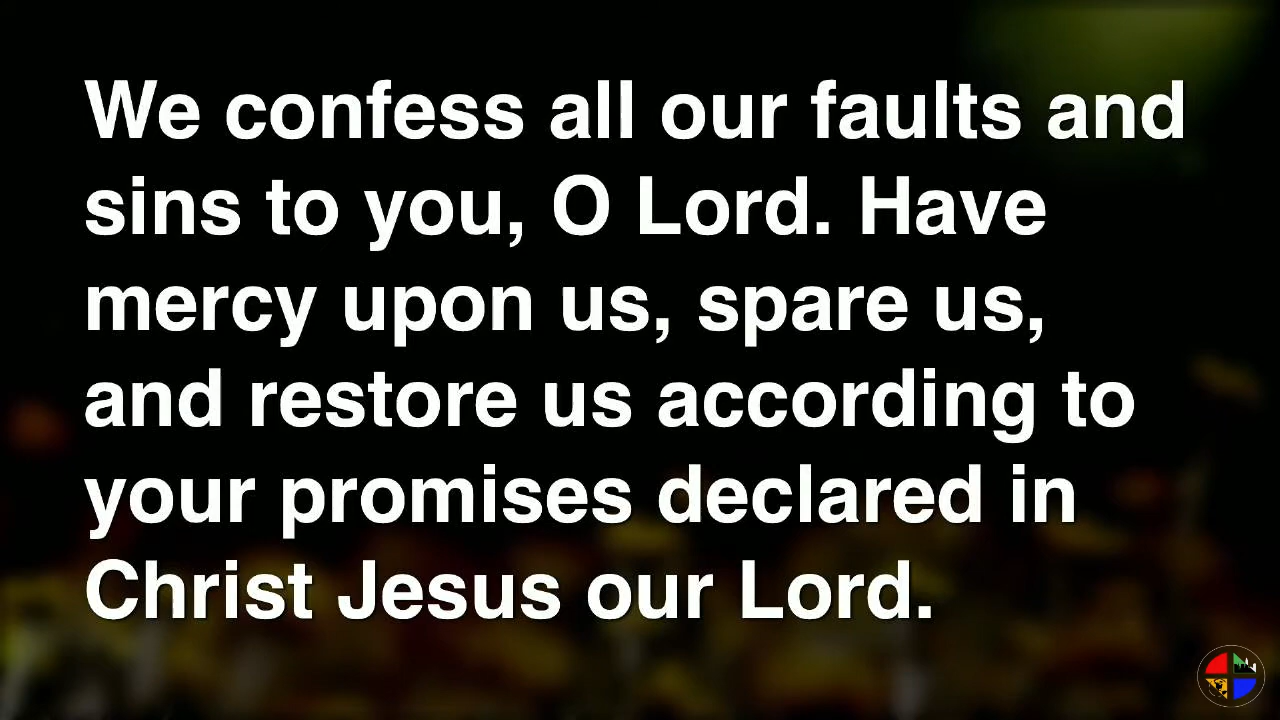 We confess all our faults and
sins to you, O Lord. Have
mercy upon us, spare us,
and restore us according to
your promises declared in
Christ Jesus our Lord.